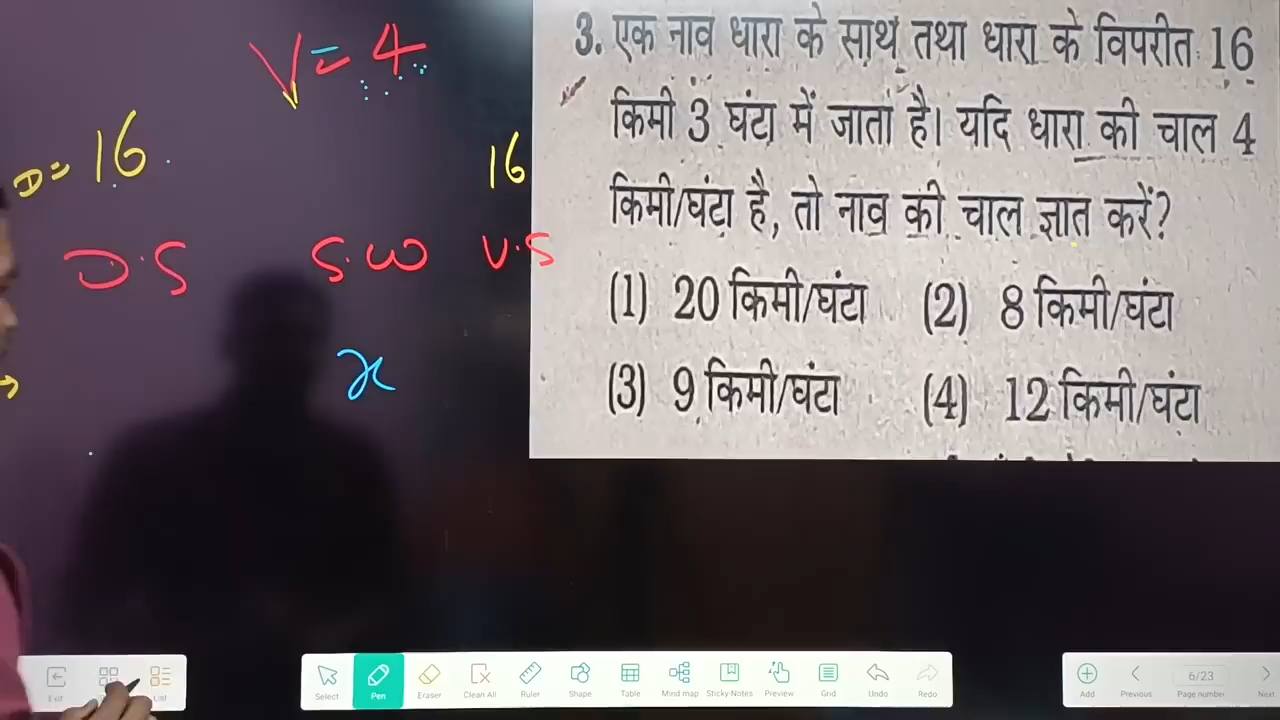 V = 4
D = 16
16
D.S S.W U.S
x
3. एक नाव धारा के साथ तथा धारा के विपरीत 16
किमी 3 घंटा में जाता है। यदि धारा की चाल 4
किमी/घंटा है, तो नाव की चाल ज्ञात करें?
(1) 20 किमी/घंटा (2) 8 किमी/घंटा
(3) 9 किमी/घंटा (4) 12 किमी/घंटा
List Select Pen Eraser Clean All Ruler Shape Table Mind map Sticky Notes Preview Grid Undo Redo Add Previous 6/23 Page number Next